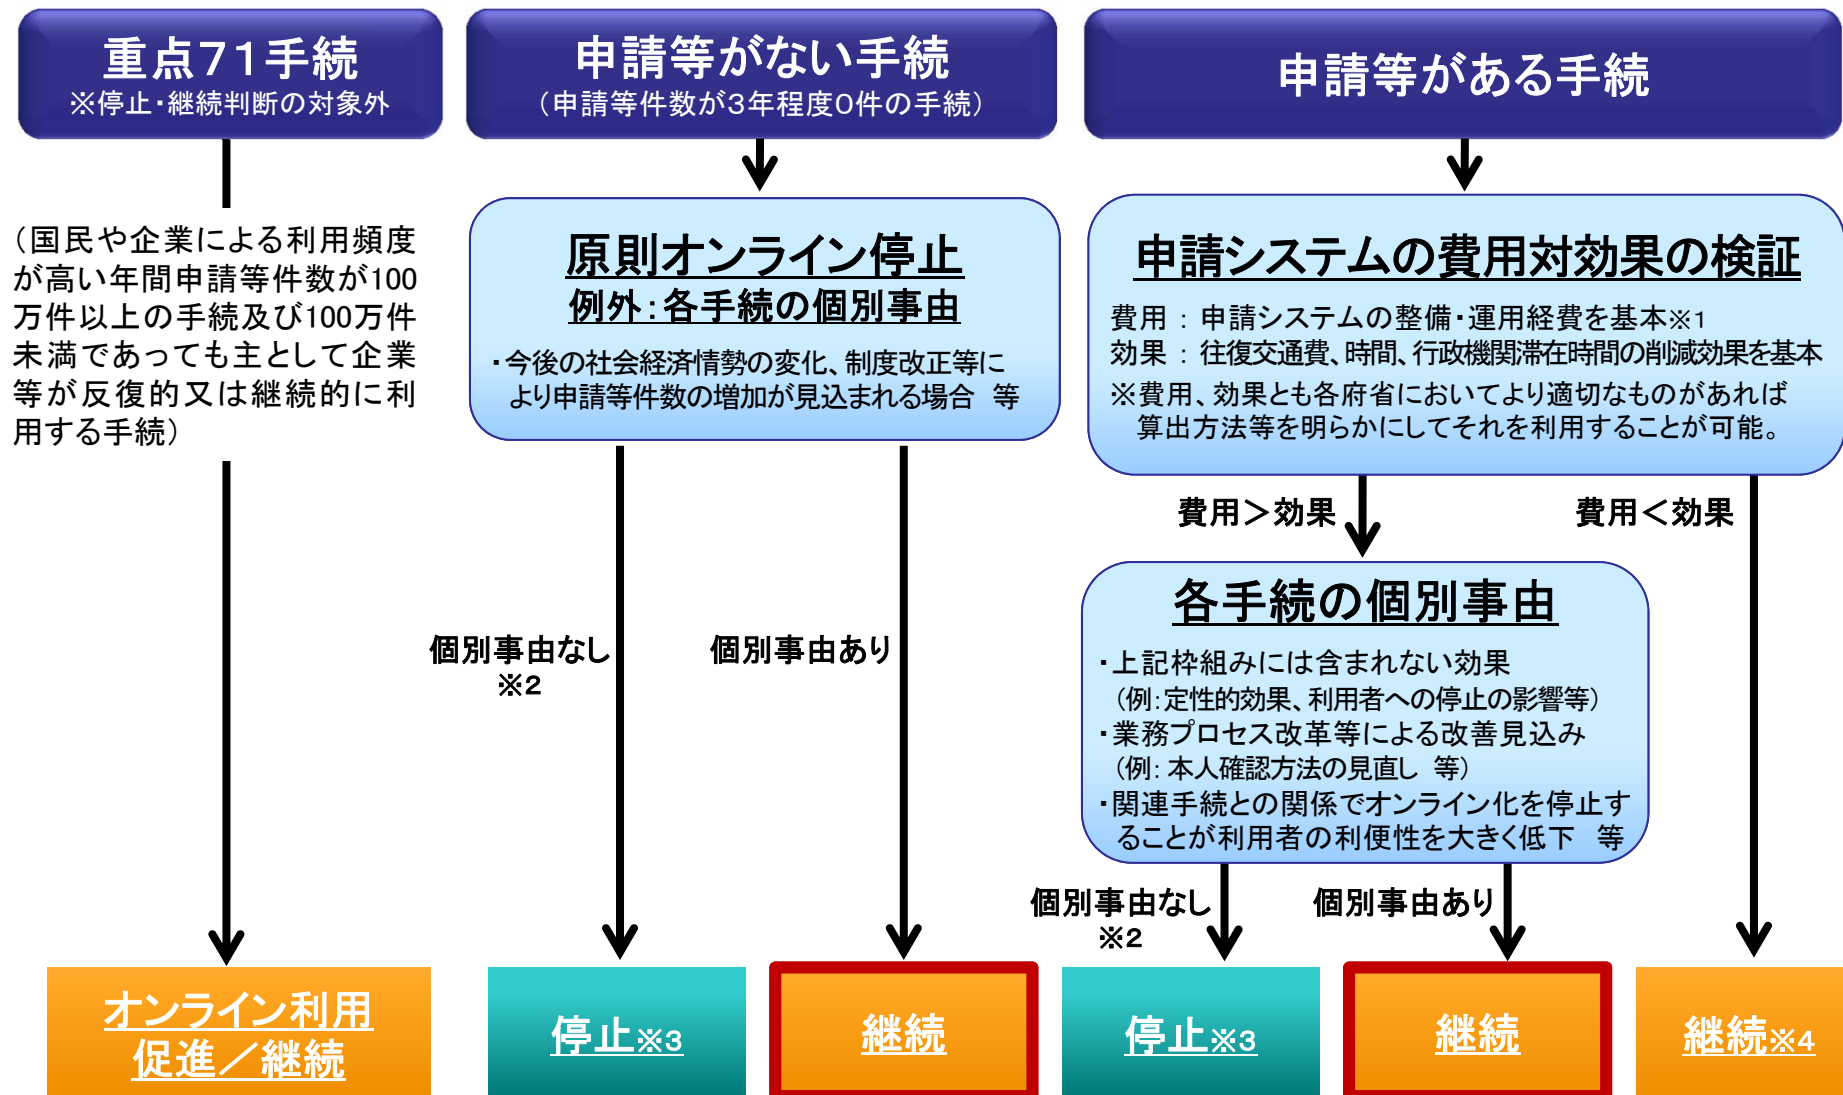 重点７１手続
※停止・継続判断の対象外
（国民や企業による利用頻度
が高い年間申請等件数が100
万件以上の手続及び100万件
未満であっても主として企業
等が反復的又は継続的に利
用する手続）
オンライン利用
促進／継続
申請等がない手続
（申請等件数が３年程度０件の手続）
原則オンライン停止
例外：各手続の個別事由
・今後の社会経済情勢の変化、制度改正等に
より申請等件数の増加が見込まれる場合　等
個別事由なし
※2
個別事由あり
停止※3
継続
申請等がある手続
申請システムの費用対効果の検証
費用 ： 申請システムの整備・運用経費を基本※1
効果 ： 往復交通費、時間、行政機関滞在時間の削減効果を基本
※費用、効果とも各府省においてより適切なものがあれば
算出方法等を明らかにしてそれを利用することが可能。
費用＞効果
費用＜効果
各手続の個別事由
・上記枠組みには含まれない効果
（例：定性的効果、利用者への停止の影響等）
・業務プロセス改革等による改善見込み
（例：本人確認方法の見直し　等）
・関連手続との関係でオンライン化を停止す
ることが利用者の利便性を大きく低下　等
個別事由なし
※2
個別事由あり
停止※3
継続
継続※4